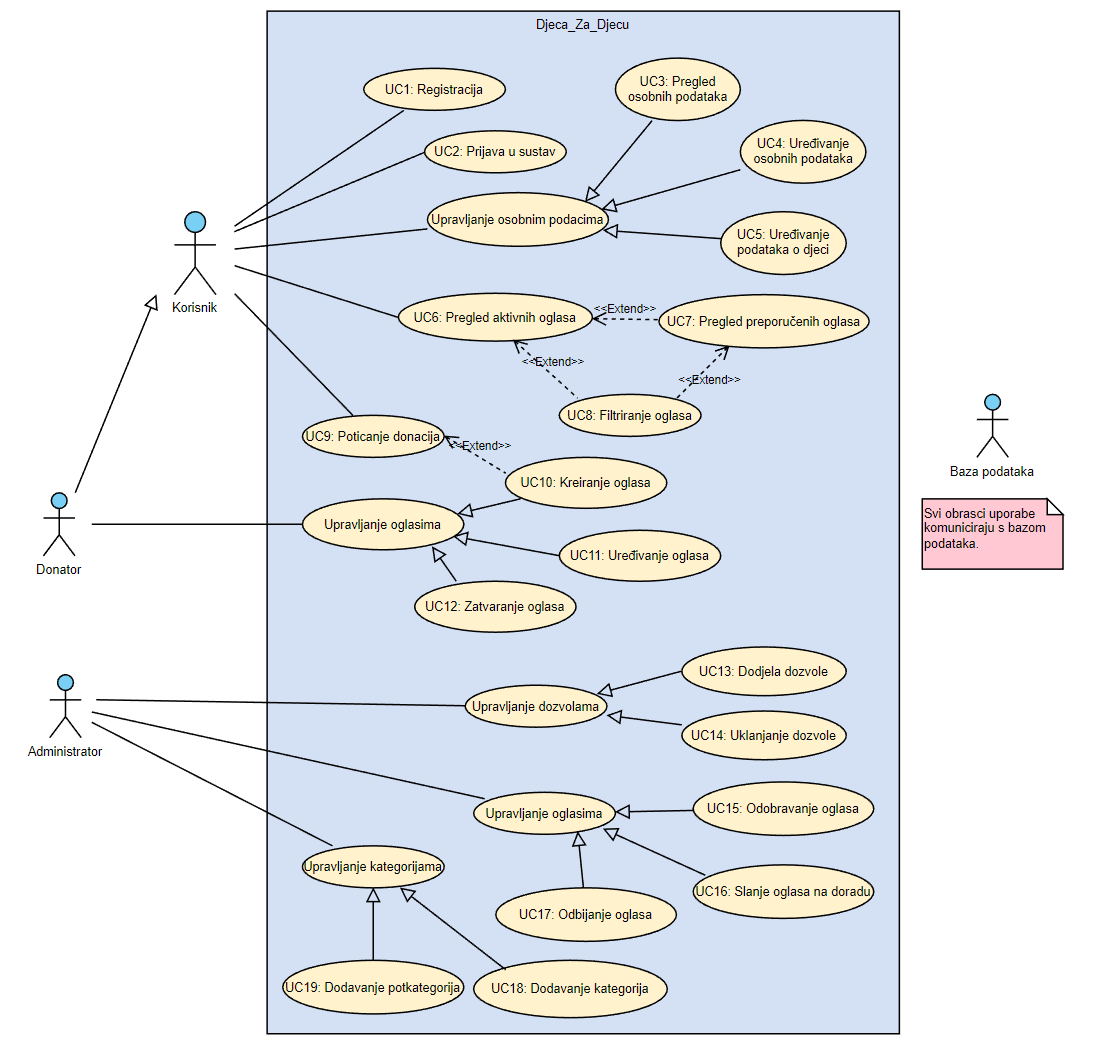 Djeca_Za_Djecu
UC1: Registracija
UC3: Pregled
osobnih podataka
UC2: Prijava u sustav
UC4: Uređivanje
osobnih podataka
Upravljanje osobnim podacima
UC5: Uređivanje
podataka o djeci
Korisnik
UC6: Pregled aktivnih oglasa
<<Extend>>
UC7: Pregled preporučenih oglasa
<<Extend>>
<<Extend>>
UC8: Filtriranje oglasa
UC9: Poticanje donacija
<<Extend>>
UC10: Kreiranje oglasa
Baza podataka
Svi obrasci uporabe
komuniciraju s bazom
podataka.
Upravljanje oglasima
UC11: Uređivanje oglasa
Donator
UC12: Zatvaranje oglasa
UC13: Dodjela dozvole
Upravljanje dozvolama
UC14: Uklanjanje dozvole
Administrator
UC15: Odobravanje oglasa
Upravljanje oglasima
Upravljanje kategorijama
UC16: Slanje oglasa na doradu
UC17: Odbijanje oglasa
UC19: Dodavanje potkategorija
UC18: Dodavanje kategorija